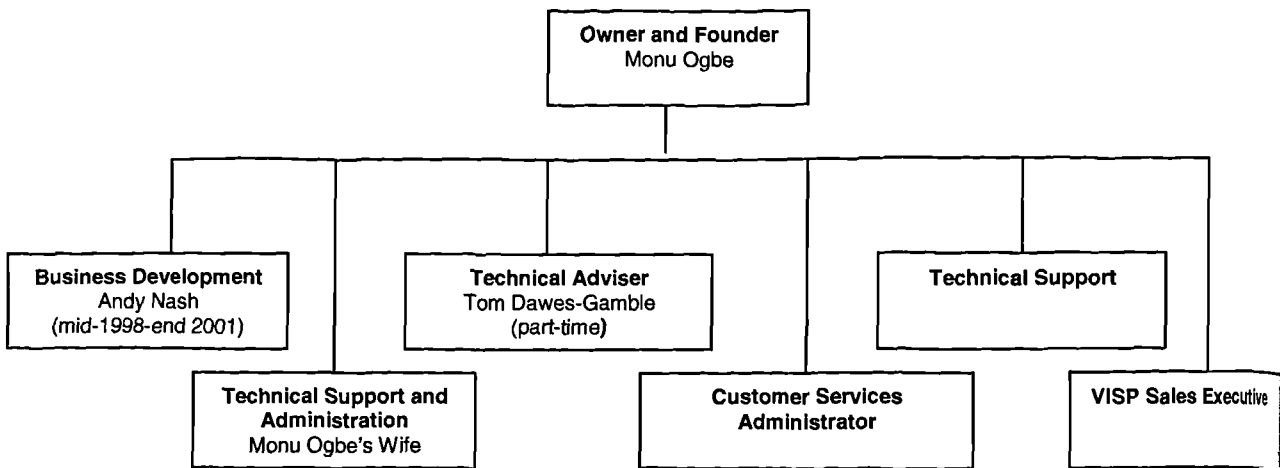 Owner and Founder
Monu Ogbe
Business Development
Andy Nash
(mid-1998-end 2001)
Technical Adviser
Tom Dawes-Gamble
(part-time)
Technical Support
Technical Support and
Administration
Monu Ogbe's Wife
Customer Services
Administrator
VISP Sales Executive